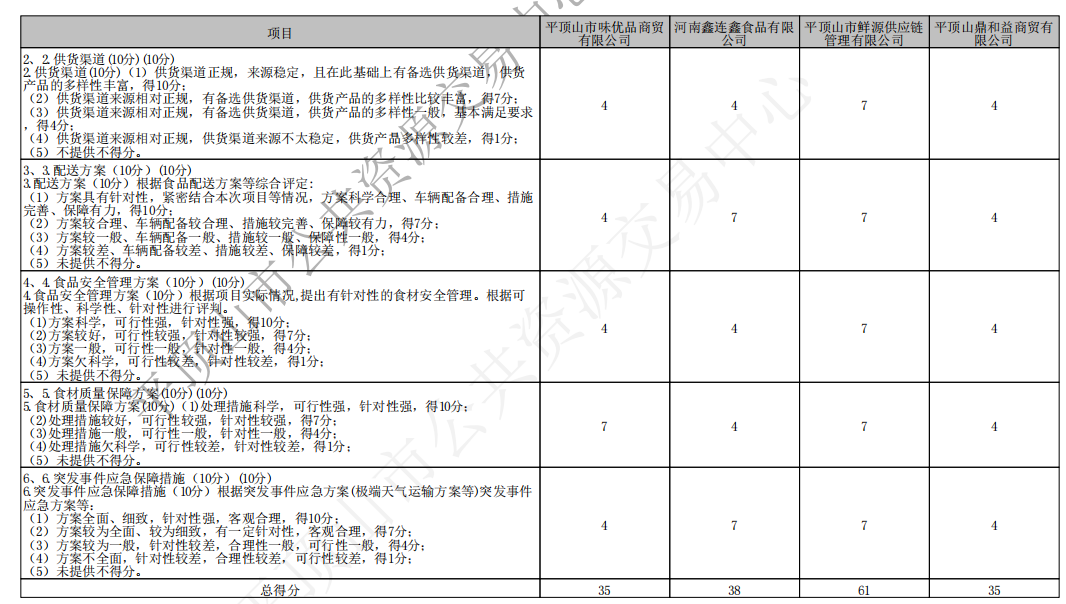 项目
平顶山市味优品商贸有限公司
河南鑫连鑫食品有限公司
平顶山市鲜源供应链管理有限公司
平顶山鼎和益商贸有限公司
2、2.供货渠道(10分)(10分)
2.供货渠道(10分)（1）供货渠道正规，来源稳定，且在此基础上有备选供货渠道，供货
产品的多样性丰富，得10分；
（2）供货渠道来源相对正规，有备选供货渠道，供货产品的多样性比较丰富，得7分；
（3）供货渠道来源相对正规，有备选供货渠道，供货产品的多样性一般，基本满足要求
，得4分；
（4）供货渠道来源相对正规，供货渠道来源不太稳定，供货产品多样性较差，得1分；
（5）不提供不得分。
4 4 7 4
3、3.配送方案（10分）(10分)
3.配送方案（10分）根据食品配送方案等综合评定:
（1）方案具有针对性，紧密结合本次项目等情况，方案科学合理、车辆配备合理、措施
完善、保障有力，得10分；
（2）方案较合理、车辆配备较合理、措施较完善、保障较有力，得7分；
（3）方案较一般、车辆配备一般、措施较一般、保障性一般，得4分；
（4）方案较差、车辆配备较差、措施较差、保障较差，得1分；
（5）未提供不得分。
4 7 7 4
4、4.食品安全管理方案（10分）(10分)
4.食品安全管理方案（10分）根据项目实际情况,提出有针对性的食材安全管理。根据可
操作性、科学性、针对性进行评判。
(1)方案科学，可行性强，针对性强，得10分；
(2)方案较好，可行性较强，针对性较强，得7分；
(3)方案一般，可行性一般，针对性一般，得4分；
(4)方案欠科学，可行性较差，针对性较差，得1分；
(5）未提供不得分。
4 4 7 4
5、5.食材质量保障方案(10分)(10分)
5.食材质量保障方案(10分)（1)处理措施科学，可行性强，针对性强，得10分；
(2)处理措施较好，可行性较强，针对性较强，得7分；
(3)处理措施一般，可行性一般，针对性一般，得4分；
(4)处理措施欠科学，可行性较差，针对性较差，得1分；
(5）未提供不得分。
7 4 7 4
6、6.突发事件应急保障措施（10分）(10分)
6.突发事件应急保障措施（10分）根据突发事件应急方案(极端天气运输方案等)突发事件
应急方案等:
（1）方案全面、细致，针对性强，客观合理，得10分；
（2）方案较为全面、较为细致，有一定针对性，客观合理，得7分；
（3）方案较为一般，针对性较差，合理性一般，可行性一般，得4分；
（4）方案不全面，针对性较差，合理性较差，可行性较差，得1分；
（5）未提供不得分。
4 7 7 4
总得分 35 38 61 35
平顶山市公共资源交易中心
平顶山市公共资源交易中心